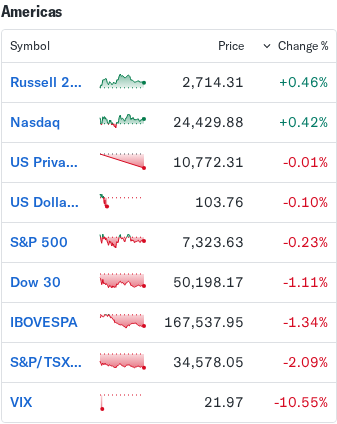 Americas
Symbol Price Change %
Russell 2... 2,714.31 +0.46%
Nasdaq 24,429.88 +0.42%
US Priva... 10,772.31 -0.01%
US Dolla... 103.76 -0.10%
S&P 500 7,323.63 -0.23%
Dow 30 50,198.17 -1.11%
IBOVESPA 167,537.95 -1.34%
S&P/TSX... 34,578.05 -2.09%
VIX 21.97 -10.55%